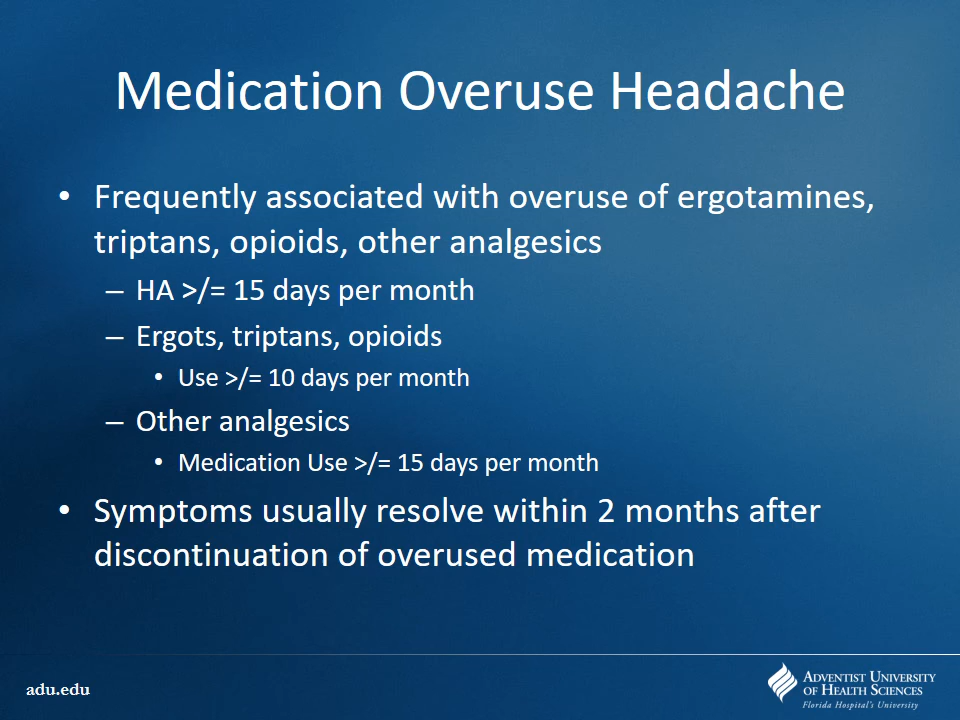 Medication Overuse Headache
• Frequently associated with overuse of ergotamines,
triptans, opioids, other analgesics
– HA >/= 15 days per month
– Ergots, triptans, opioids
• Use >/= 10 days per month
– Other analgesics
• Medication Use >/= 15 days per month
• Symptoms usually resolve within 2 months after
discontinuation of overused medication
adu.edu
ADVENTIST UNIVERSITY
OF HEALTH SCIENCES
Florida Hospital's University